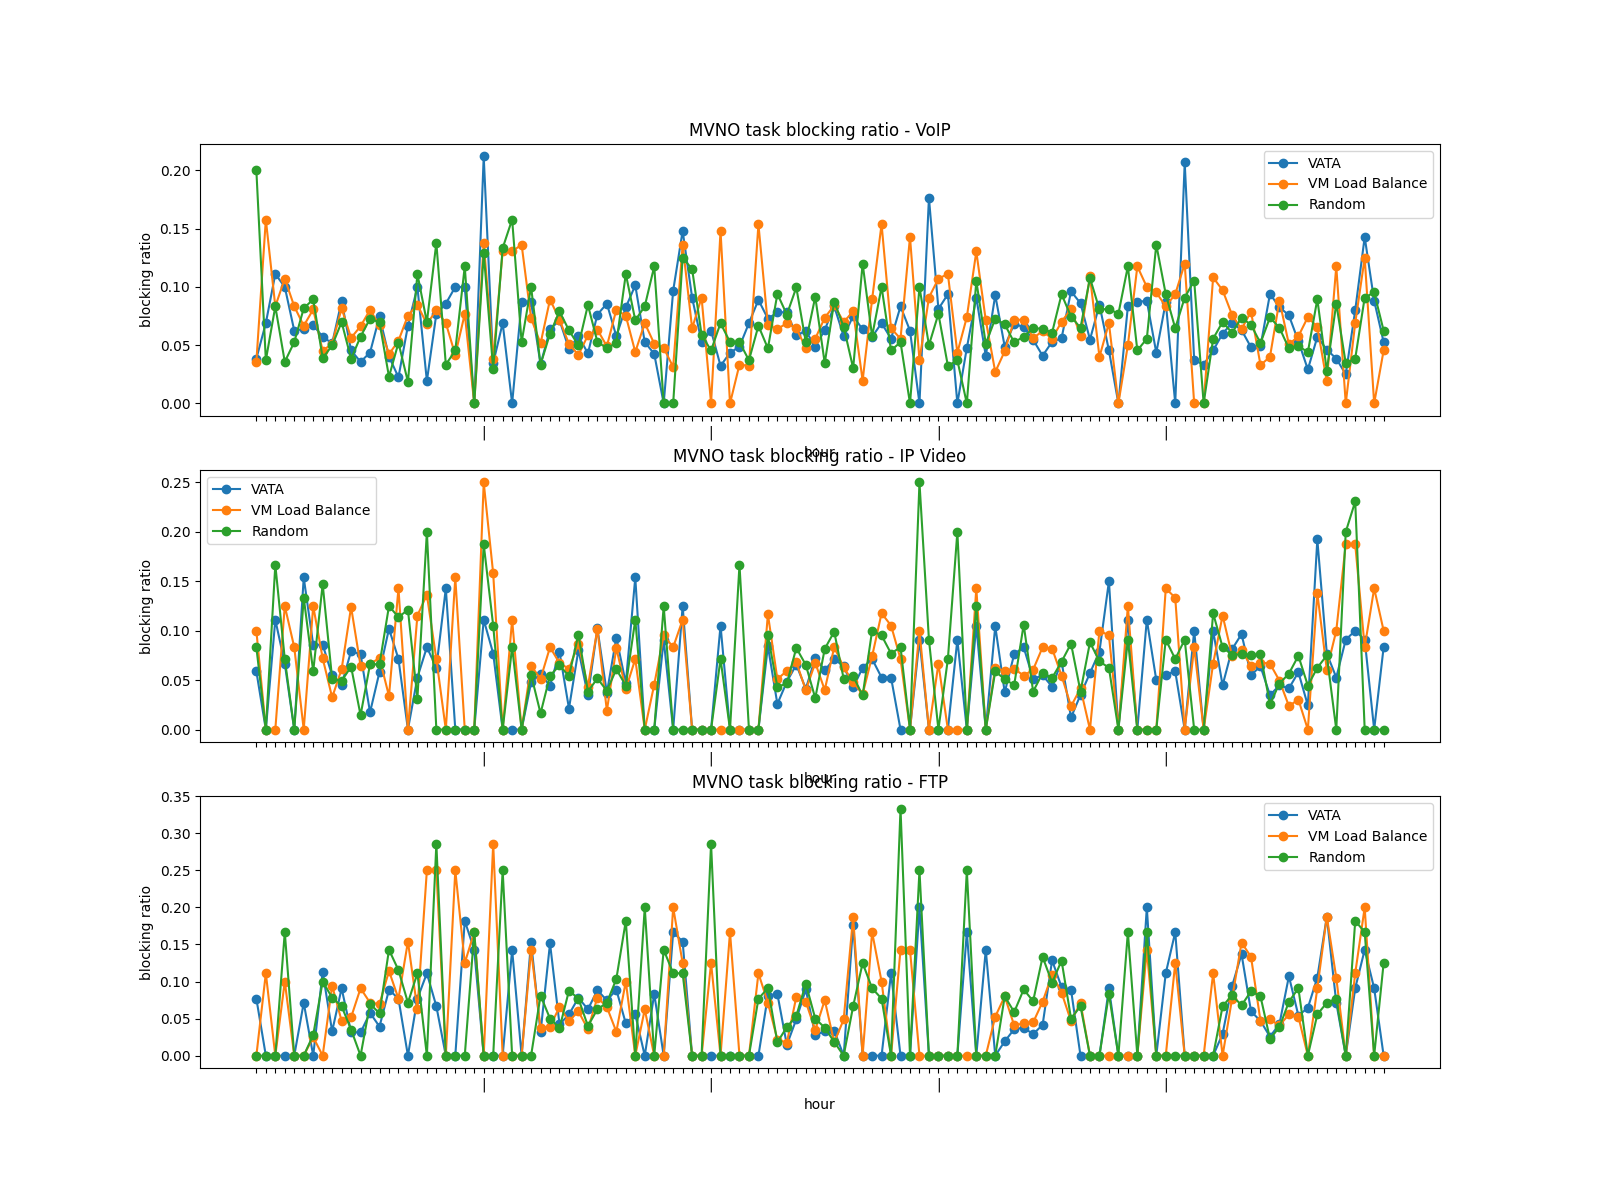 MVNO task blocking ratio - VoIP
blocking ratio
0.20
0.15
0.10
0.05
0.00
VATA
VM Load Balance
Random
hour
MVNO task blocking ratio - IP Video
blocking ratio
0.25
0.20
0.15
0.10
0.05
0.00
VATA
VM Load Balance
Random
hour
MVNO task blocking ratio - FTP
blocking ratio
0.35
0.30
0.25
0.20
0.15
0.10
0.05
0.00
VATA
VM Load Balance
Random
hour